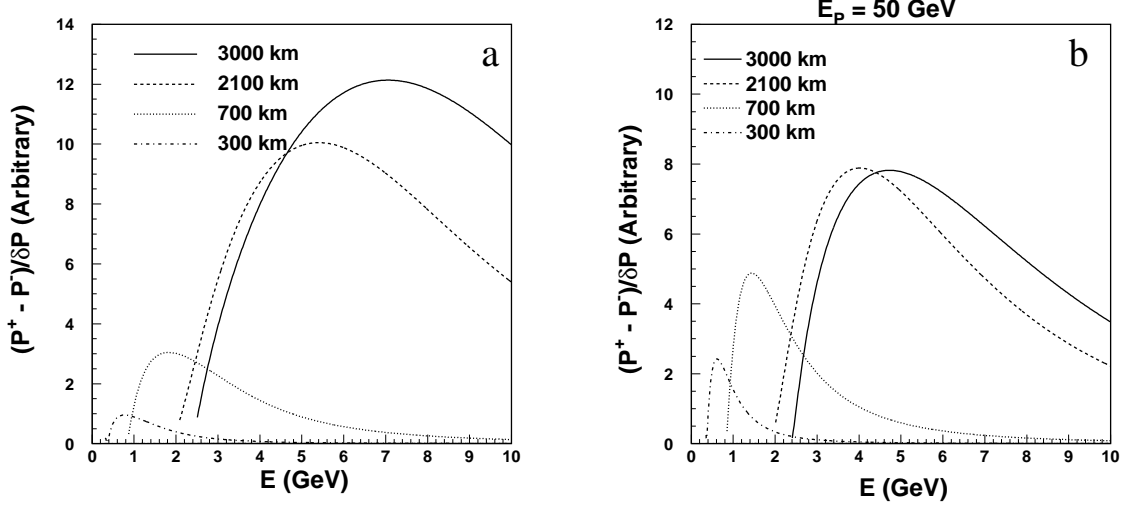 a
3000 km
2100 km
700 km
300 km
(P⁺ - P⁻)/δP (Arbitrary)
14
12
10
8
6
4
2
0
0 1 2 3 4 5 6 7 8 9 10
E (GeV)
E_P = 50 GeV
b
3000 km
2100 km
700 km
300 km
(P⁺ - P⁻)/δP (Arbitrary)
12
10
8
6
4
2
0
0 1 2 3 4 5 6 7 8 9 10
E (GeV)